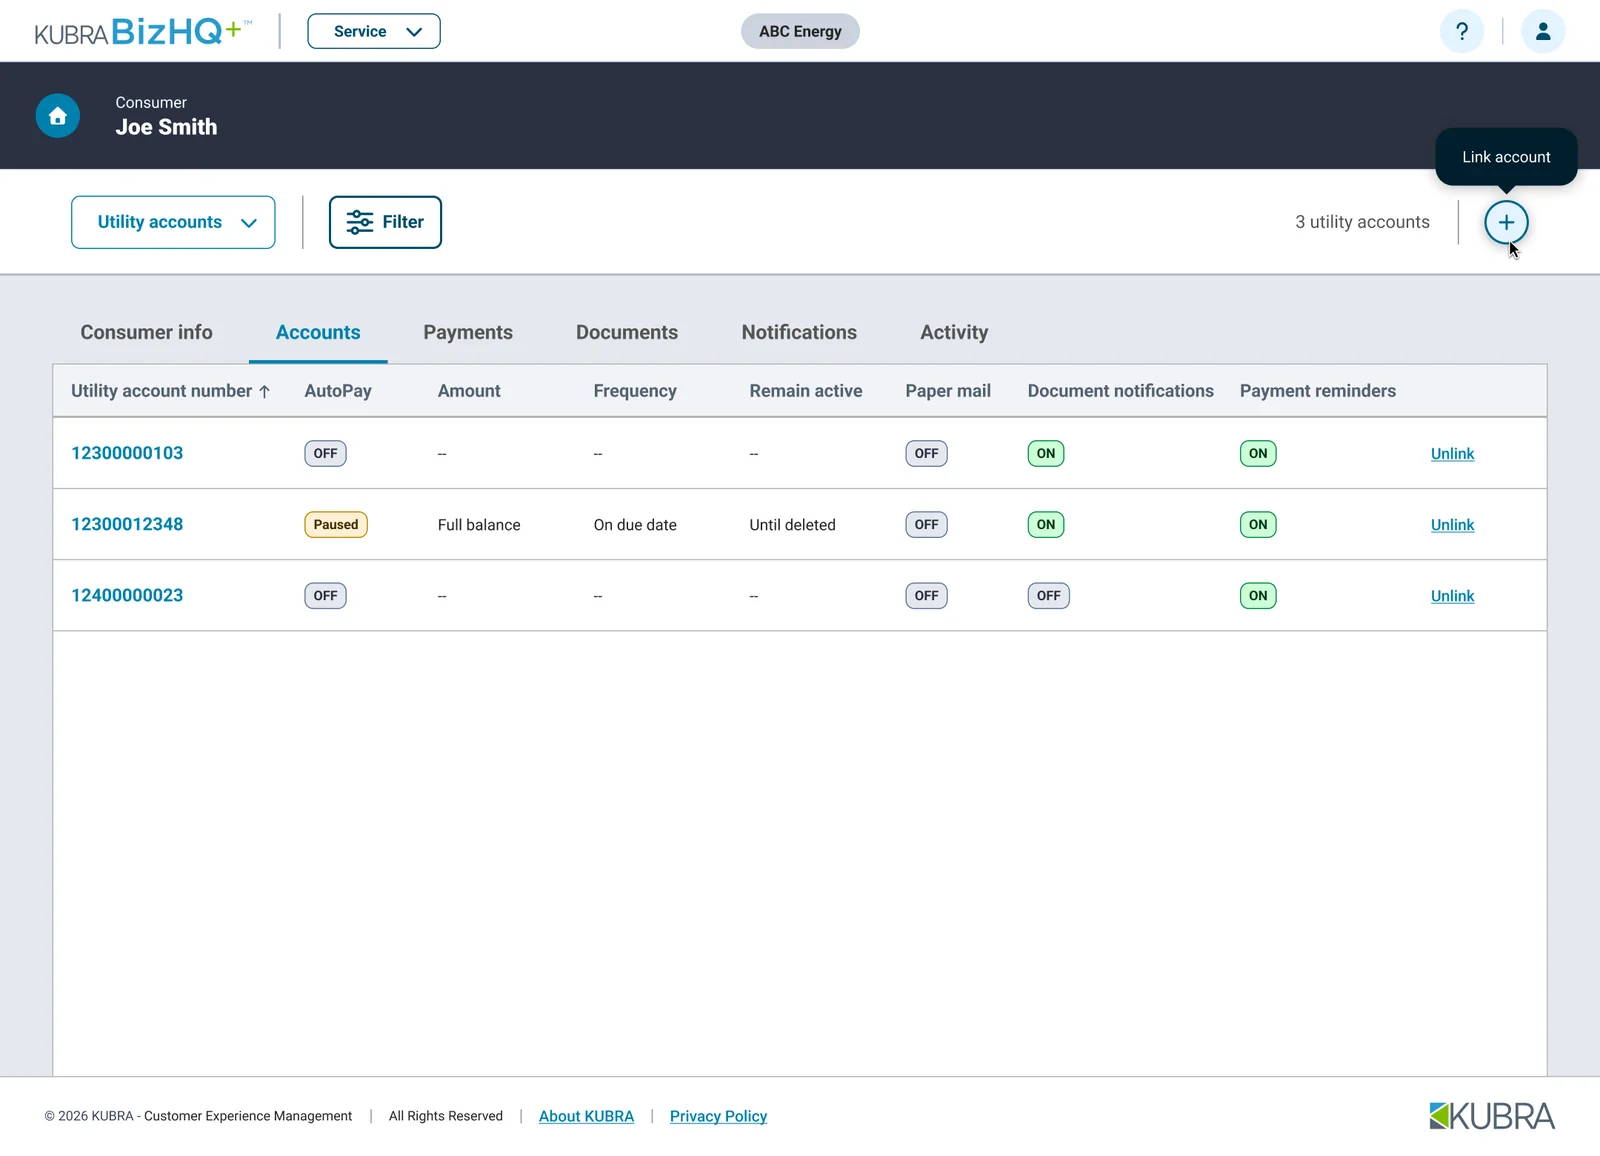 KUBRA BizHQ+™ Service ABC Energy ?
Consumer
Joe Smith
Link account
Utility accounts Filter 3 utility accounts
Consumer info Accounts Payments Documents Notifications Activity
Utility account number ↑ AutoPay Amount Frequency Remain active Paper mail Document notifications Payment reminders
12300000103 OFF -- -- -- OFF ON ON Unlink
12300012348 Paused Full balance On due date Until deleted OFF ON ON Unlink
12400000023 OFF -- -- -- OFF OFF ON Unlink
© 2026 KUBRA - Customer Experience Management | All Rights Reserved | About KUBRA | Privacy Policy KUBRA